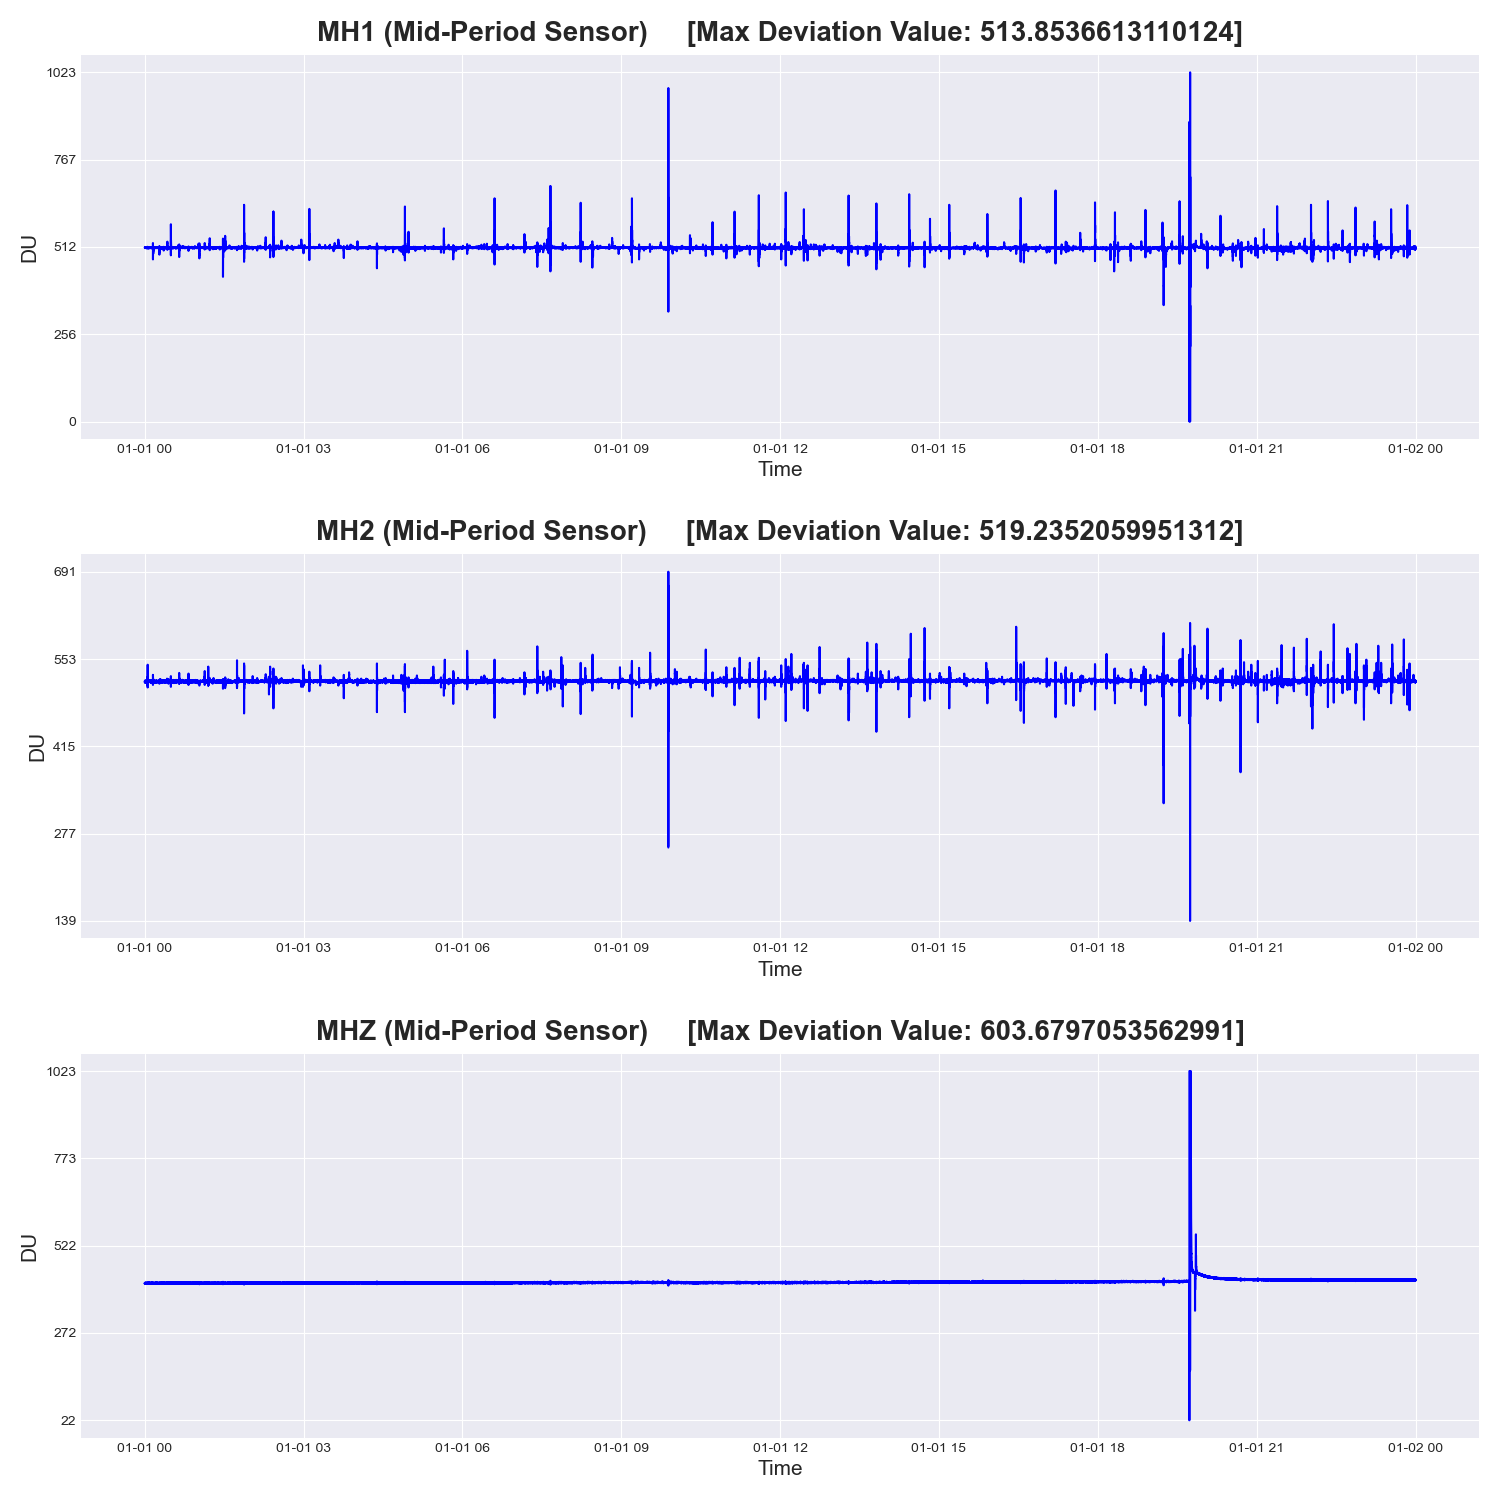 MH1 (Mid-Period Sensor) [Max Deviation Value: 513.8536613110124]
1023
767
512
256
0
DU
01-01 00 01-01 03 01-01 06 01-01 09 01-01 12 01-01 15 01-01 18 01-01 21 01-02 00
Time
MH2 (Mid-Period Sensor) [Max Deviation Value: 519.2352059951312]
691
553
415
277
139
DU
01-01 00 01-01 03 01-01 06 01-01 09 01-01 12 01-01 15 01-01 18 01-01 21 01-02 00
Time
MHZ (Mid-Period Sensor) [Max Deviation Value: 603.6797053562991]
1023
773
522
272
22
DU
01-01 00 01-01 03 01-01 06 01-01 09 01-01 12 01-01 15 01-01 18 01-01 21 01-02 00
Time